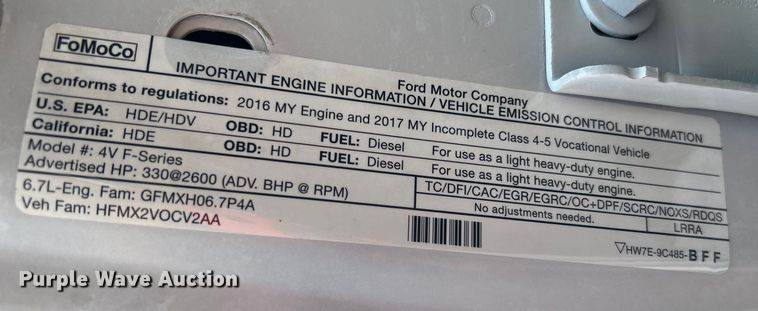 FoMoCo
Ford Motor Company
IMPORTANT ENGINE INFORMATION / VEHICLE EMISSION CONTROL INFORMATION
Conforms to regulations: 2016 MY Engine and 2017 MY Incomplete Class 4-5 Vocational Vehicle
U.S. EPA: HDE/HDV OBD: HD FUEL: Diesel For use as a light heavy-duty engine.
California: HDE OBD: HD FUEL: Diesel For use as a light heavy-duty engine.
Model #: 4V F-Series
Advertised HP: 330@2600 (ADV. BHP @ RPM)
TC/DFI/CAC/EGR/EGRC/OC+DPF/SCRC/NOXS/RDQS
6.7L-Eng. Fam: GFMXH06.7P4A
No adjustments needed. LRRA
Veh Fam: HFMX2VOCV2AA
HW7E-9C485-BFF
Purple Wave Auction